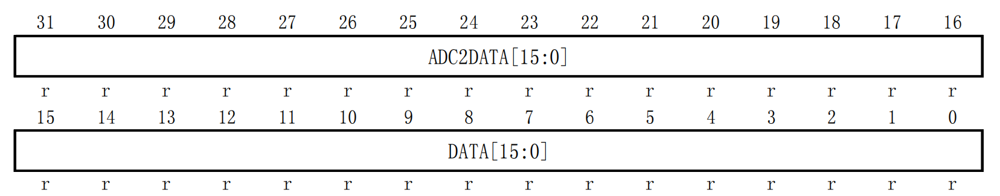 31 30 29 28 27 26 25 24 23 22 21 20 19 18 17 16
ADC2DATA[15:0]
r r r r r r r r r r r r r r r r
15 14 13 12 11 10 9 8 7 6 5 4 3 2 1 0
DATA[15:0]
r r r r r r r r r r r r r r r r